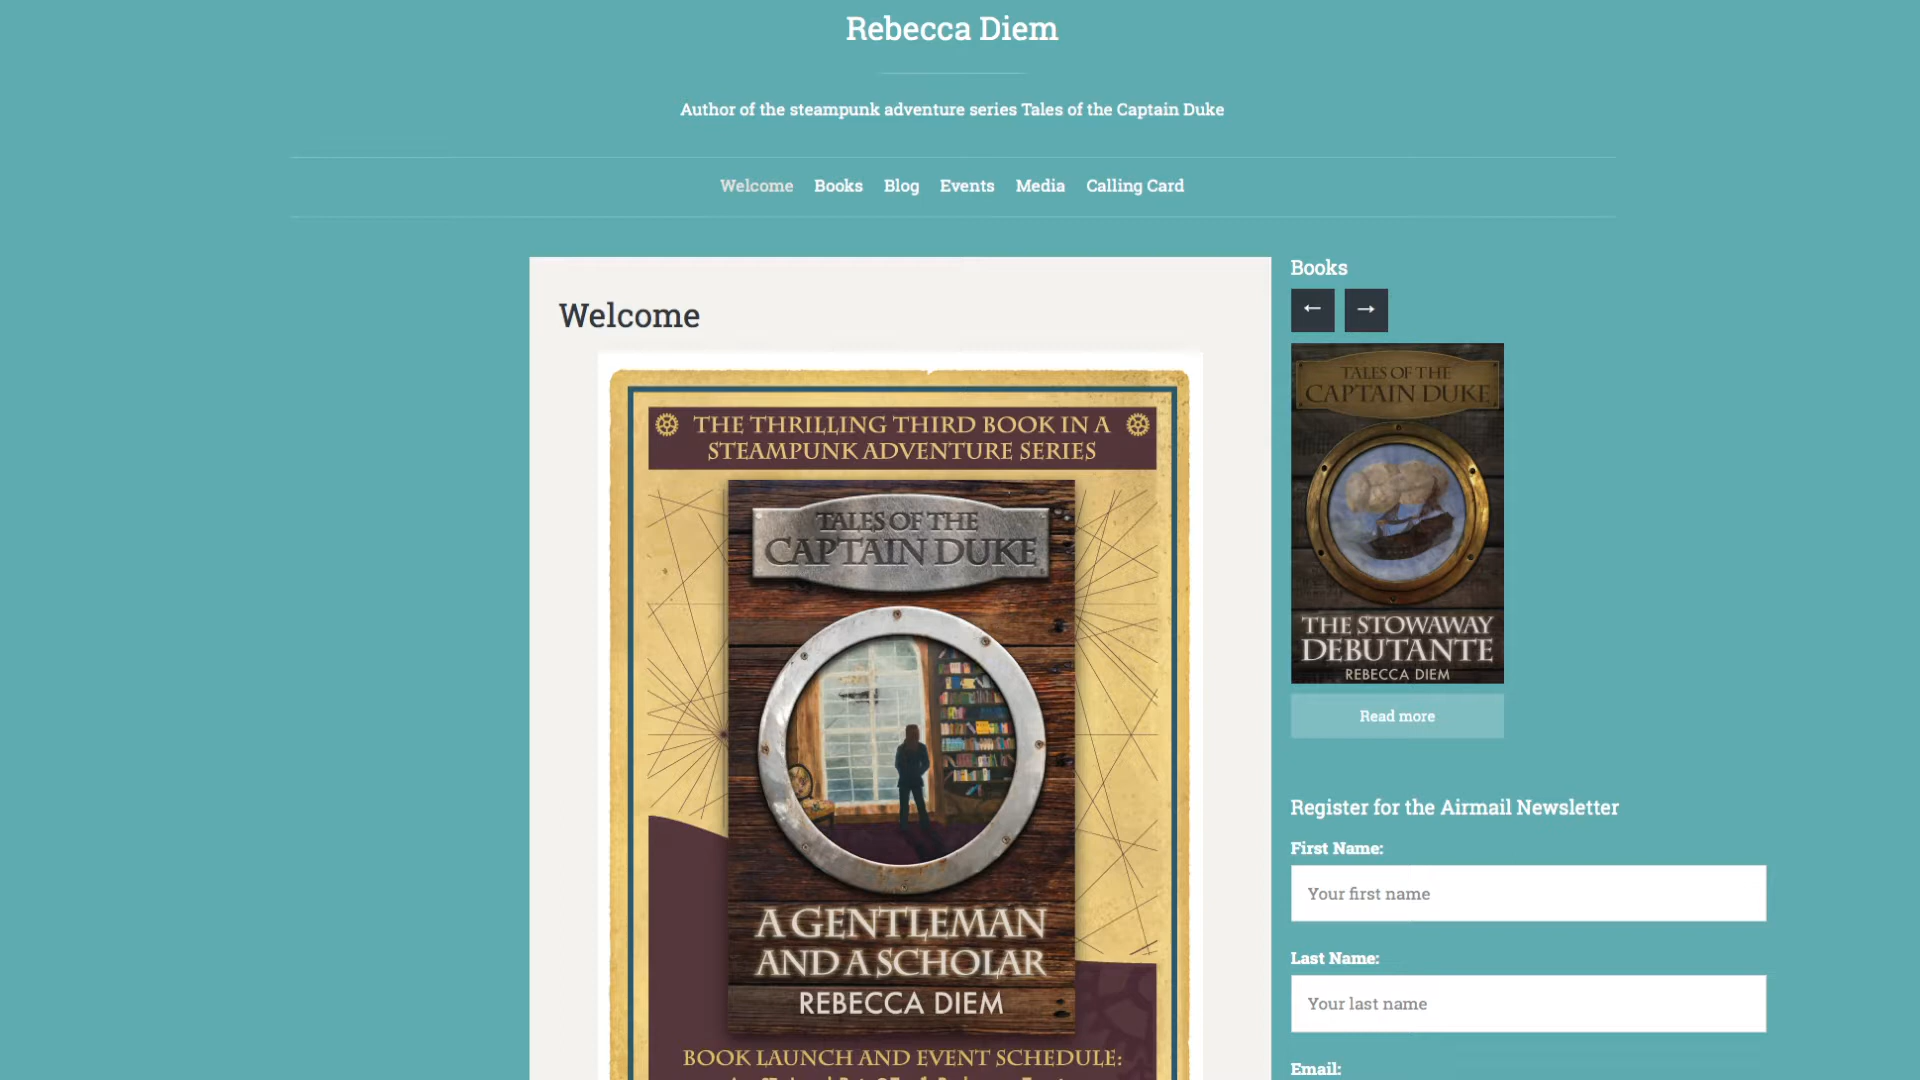 Rebecca Diem
Author of the steampunk adventure series Tales of the Captain Duke
Welcome Books Blog Events Media Calling Card
Welcome
THE THRILLING THIRD BOOK IN A
STEAMPUNK ADVENTURE SERIES
TALES OF THE
CAPTAIN DUKE
A GENTLEMAN
AND A SCHOLAR
REBECCA DIEM
BOOK LAUNCH AND EVENT SCHEDULE:
Books
← →
TALES OF THE
CAPTAIN DUKE
THE STOWAWAY
DEBUTANTE
REBECCA DIEM
Read more
Register for the Airmail Newsletter
First Name:
Your first name
Last Name:
Your last name
Email: